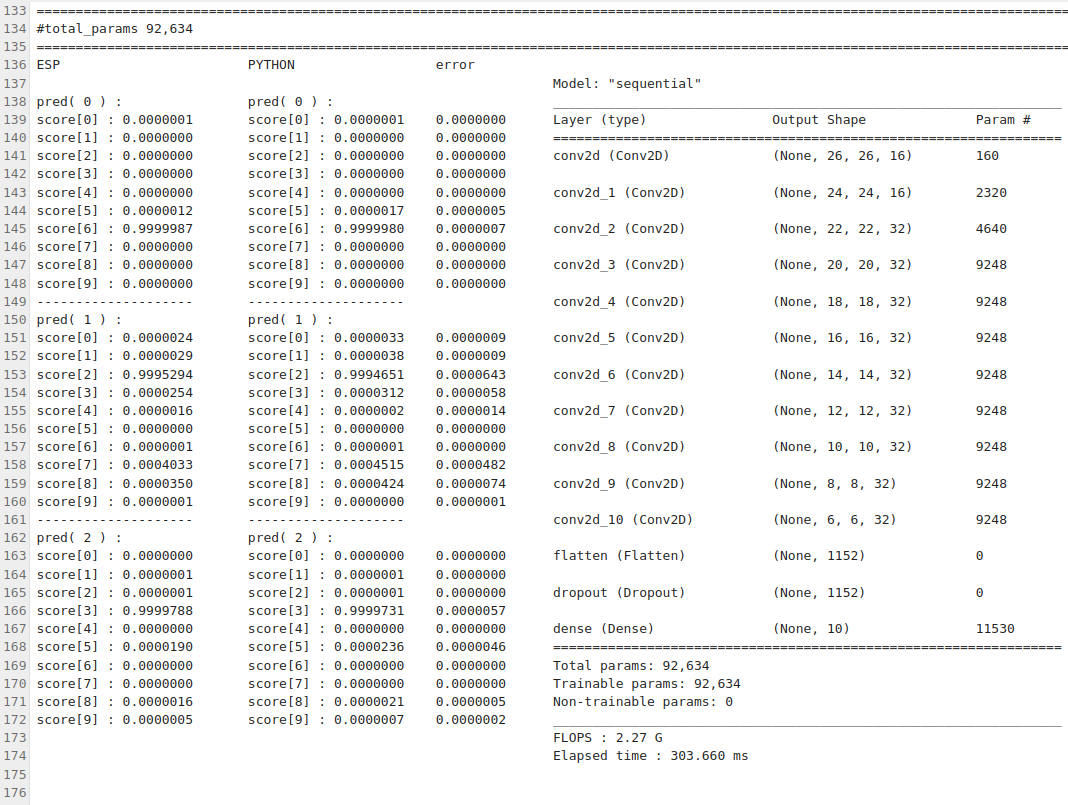 133 ====================================================================================================================================
134 #total_params 92,634
135 ====================================================================================================================================
136 ESP PYTHON error
137 Model: "sequential"
138 pred( 0 ) : pred( 0 ) : _________________________________________________________________
139 score[0] : 0.0000001 score[0] : 0.0000001 0.0000000 Layer (type) Output Shape Param #
140 score[1] : 0.0000000 score[1] : 0.0000000 0.0000000 =================================================================
141 score[2] : 0.0000000 score[2] : 0.0000000 0.0000000 conv2d (Conv2D) (None, 26, 26, 16) 160
142 score[3] : 0.0000000 score[3] : 0.0000000 0.0000000
143 score[4] : 0.0000000 score[4] : 0.0000000 0.0000000 conv2d_1 (Conv2D) (None, 24, 24, 16) 2320
144 score[5] : 0.0000012 score[5] : 0.0000017 0.0000005
145 score[6] : 0.9999987 score[6] : 0.9999980 0.0000007 conv2d_2 (Conv2D) (None, 22, 22, 32) 4640
146 score[7] : 0.0000000 score[7] : 0.0000000 0.0000000
147 score[8] : 0.0000000 score[8] : 0.0000000 0.0000000 conv2d_3 (Conv2D) (None, 20, 20, 32) 9248
148 score[9] : 0.0000000 score[9] : 0.0000000 0.0000000
149 -------------------- -------------------- conv2d_4 (Conv2D) (None, 18, 18, 32) 9248
150 pred( 1 ) : pred( 1 ) :
151 score[0] : 0.0000024 score[0] : 0.0000033 0.0000009 conv2d_5 (Conv2D) (None, 16, 16, 32) 9248
152 score[1] : 0.0000029 score[1] : 0.0000038 0.0000009
153 score[2] : 0.9995294 score[2] : 0.9994651 0.0000643 conv2d_6 (Conv2D) (None, 14, 14, 32) 9248
154 score[3] : 0.0000254 score[3] : 0.0000312 0.0000058
155 score[4] : 0.0000016 score[4] : 0.0000002 0.0000014 conv2d_7 (Conv2D) (None, 12, 12, 32) 9248
156 score[5] : 0.0000000 score[5] : 0.0000000 0.0000000
157 score[6] : 0.0000001 score[6] : 0.0000001 0.0000000 conv2d_8 (Conv2D) (None, 10, 10, 32) 9248
158 score[7] : 0.0004033 score[7] : 0.0004515 0.0000482
159 score[8] : 0.0000350 score[8] : 0.0000424 0.0000074 conv2d_9 (Conv2D) (None, 8, 8, 32) 9248
160 score[9] : 0.0000001 score[9] : 0.0000000 0.0000001
161 -------------------- -------------------- conv2d_10 (Conv2D) (None, 6, 6, 32) 9248
162 pred( 2 ) : pred( 2 ) :
163 score[0] : 0.0000000 score[0] : 0.0000000 0.0000000 flatten (Flatten) (None, 1152) 0
164 score[1] : 0.0000001 score[1] : 0.0000001 0.0000000
165 score[2] : 0.0000001 score[2] : 0.0000001 0.0000000 dropout (Dropout) (None, 1152) 0
166 score[3] : 0.9999788 score[3] : 0.9999731 0.0000057
167 score[4] : 0.0000000 score[4] : 0.0000000 0.0000000 dense (Dense) (None, 10) 11530
168 score[5] : 0.0000190 score[5] : 0.0000236 0.0000046 =================================================================
169 score[6] : 0.0000000 score[6] : 0.0000000 0.0000000 Total params: 92,634
170 score[7] : 0.0000000 score[7] : 0.0000000 0.0000000 Trainable params: 92,634
171 score[8] : 0.0000016 score[8] : 0.0000021 0.0000005 Non-trainable params: 0
172 score[9] : 0.0000005 score[9] : 0.0000007 0.0000002 _________________________________________________________________
173 FLOPS : 2.27 G
174 Elapsed time : 303.660 ms
175
176